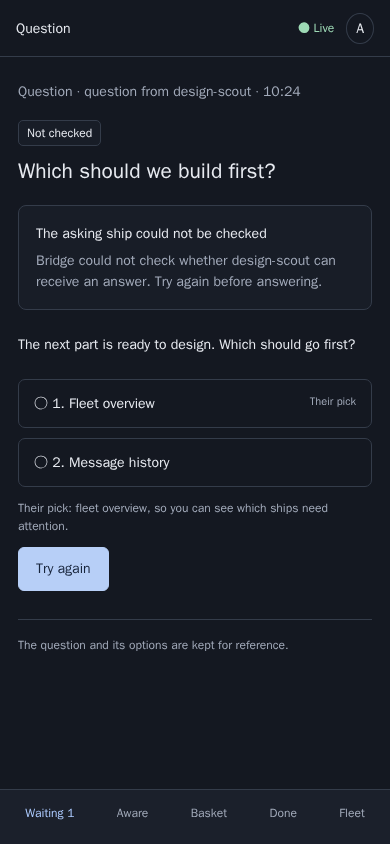 Question
Live
A
Question · question from design-scout · 10:24
Not checked
Which should we build first?
The asking ship could not be checked
Bridge could not check whether design-scout can
receive an answer. Try again before answering.
The next part is ready to design. Which should go first?
1. Fleet overview
Their pick
2. Message history
Their pick: fleet overview, so you can see which ships need
attention.
Try again
The question and its options are kept for reference.
Waiting 1
Aware
Basket
Done
Fleet